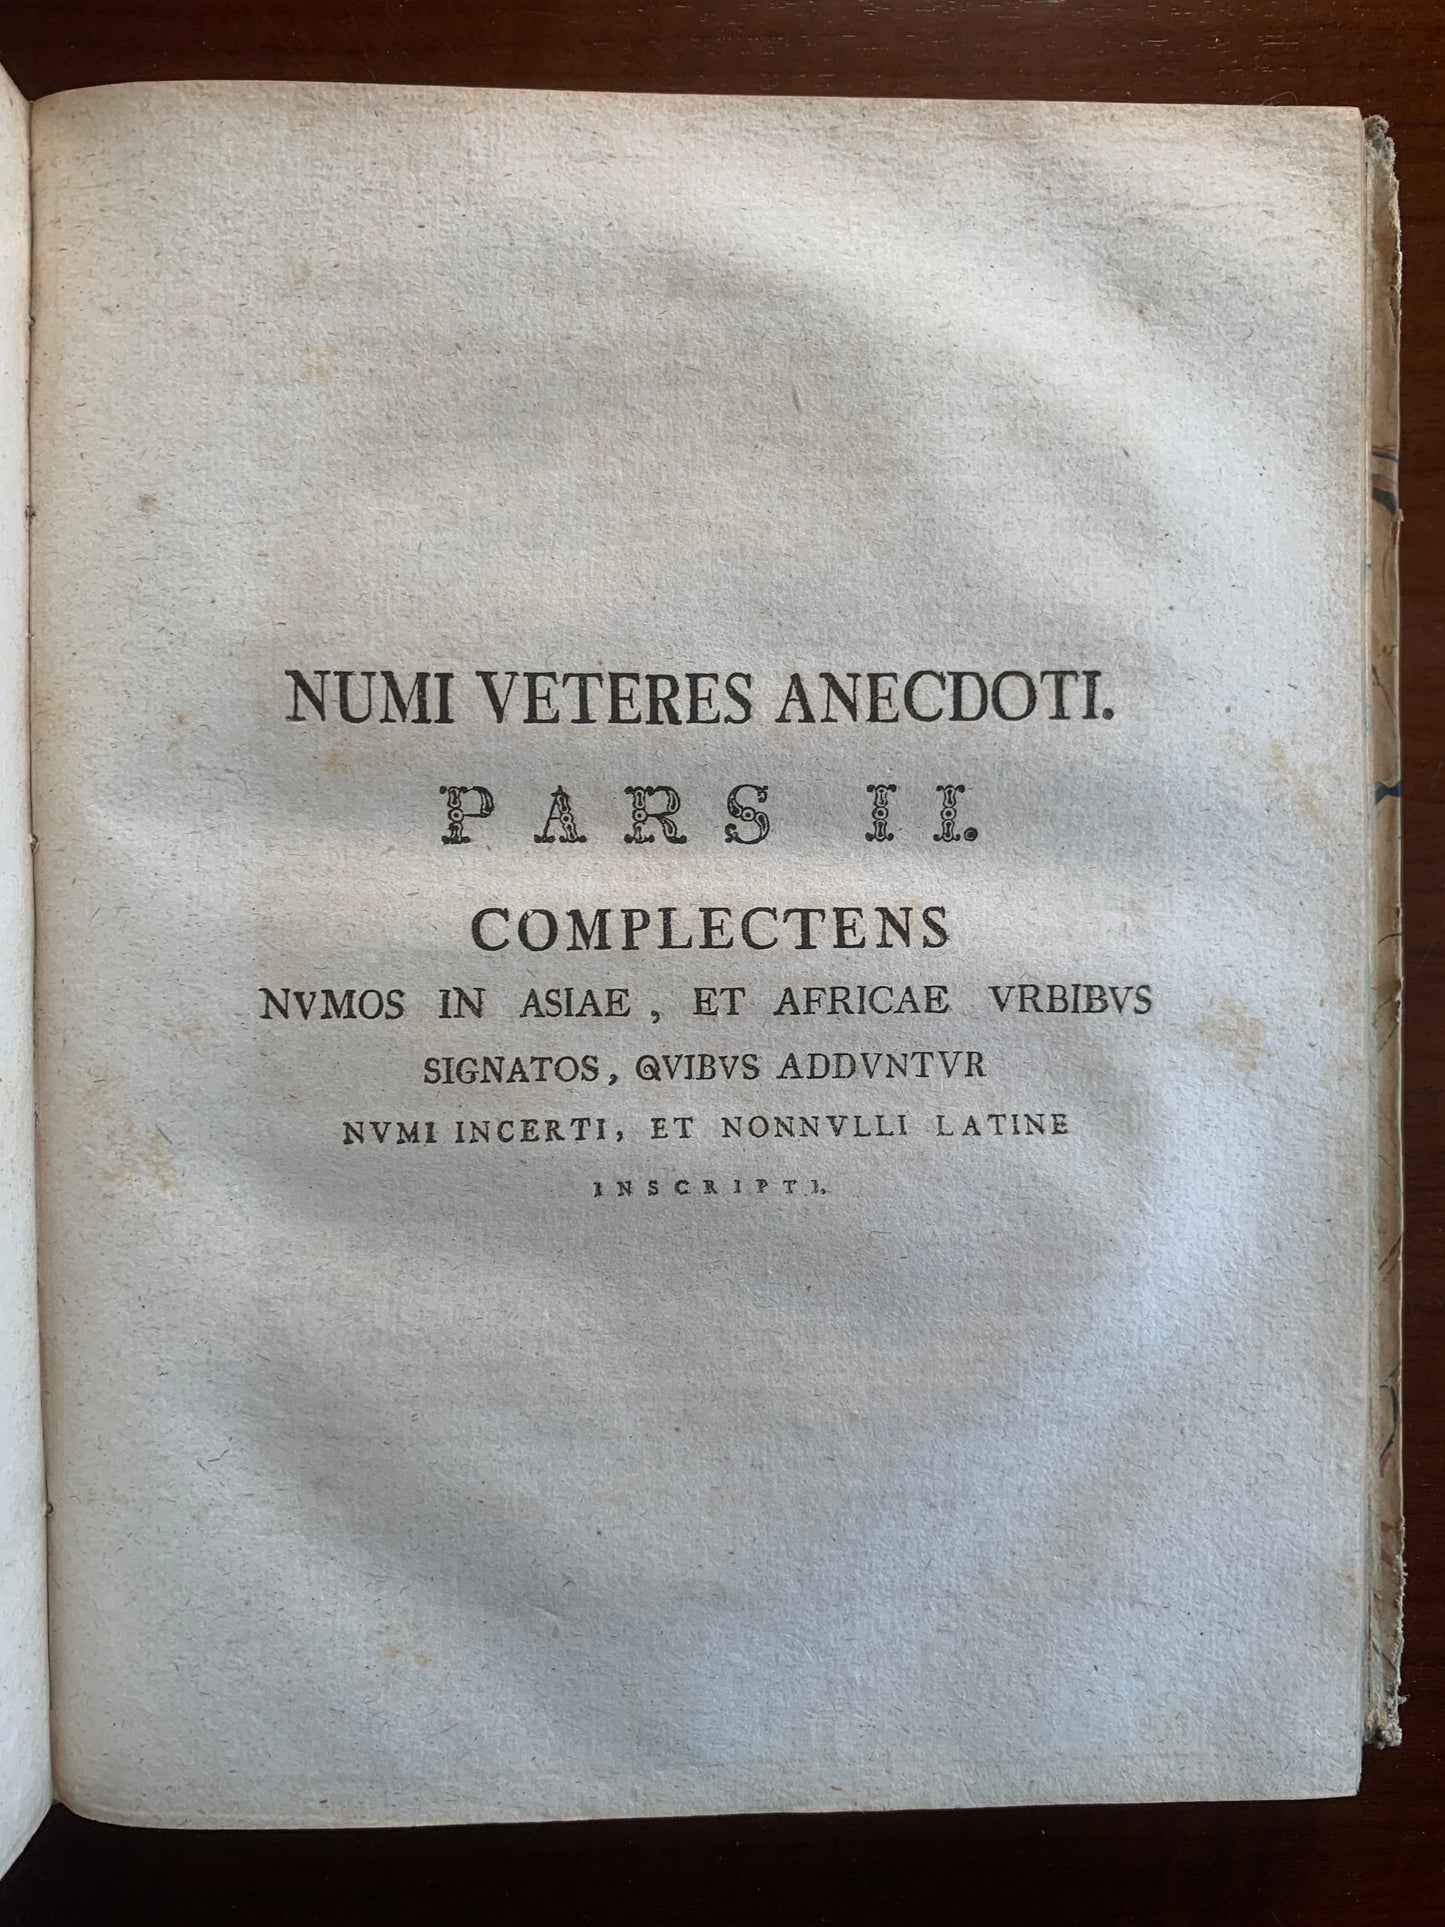 NUMI VETERES ANECDOTI.
PARS II.
COMPLECTENS
NVMOS IN ASIAE, ET AFRICAE VRBIBVS
SIGNATOS, QVIBVS ADDVNTVR
NVMI INCERTI, ET NONNVLLI LATINE
INSCRIPTI.